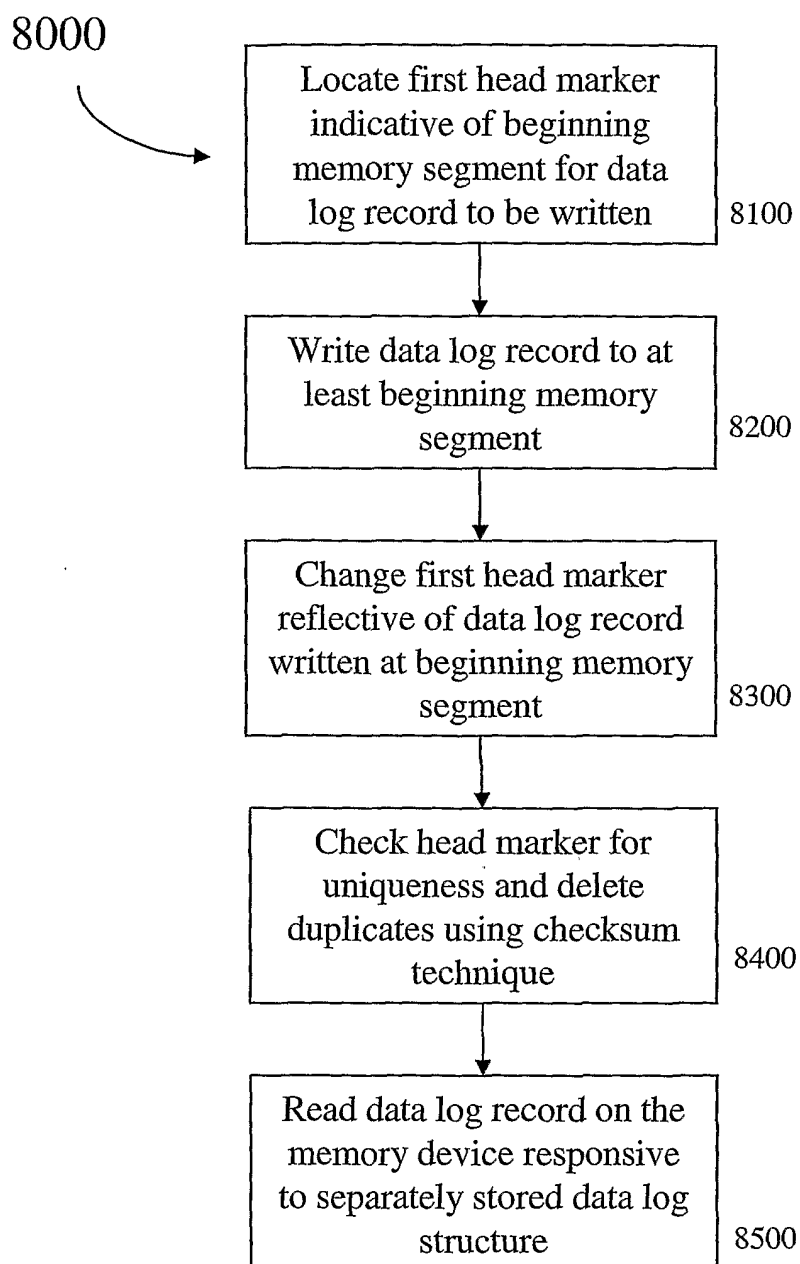 8000
Locate first head marker
indicative of beginning
memory segment for data
log record to be written
8100
Write data log record to at
least beginning memory
segment
8200
Change first head marker
reflective of data log record
written at beginning memory
segment
8300
Check head marker for
uniqueness and delete
duplicates using checksum
technique
8400
Read data log record on the
memory device responsive
to separately stored data log
structure
8500